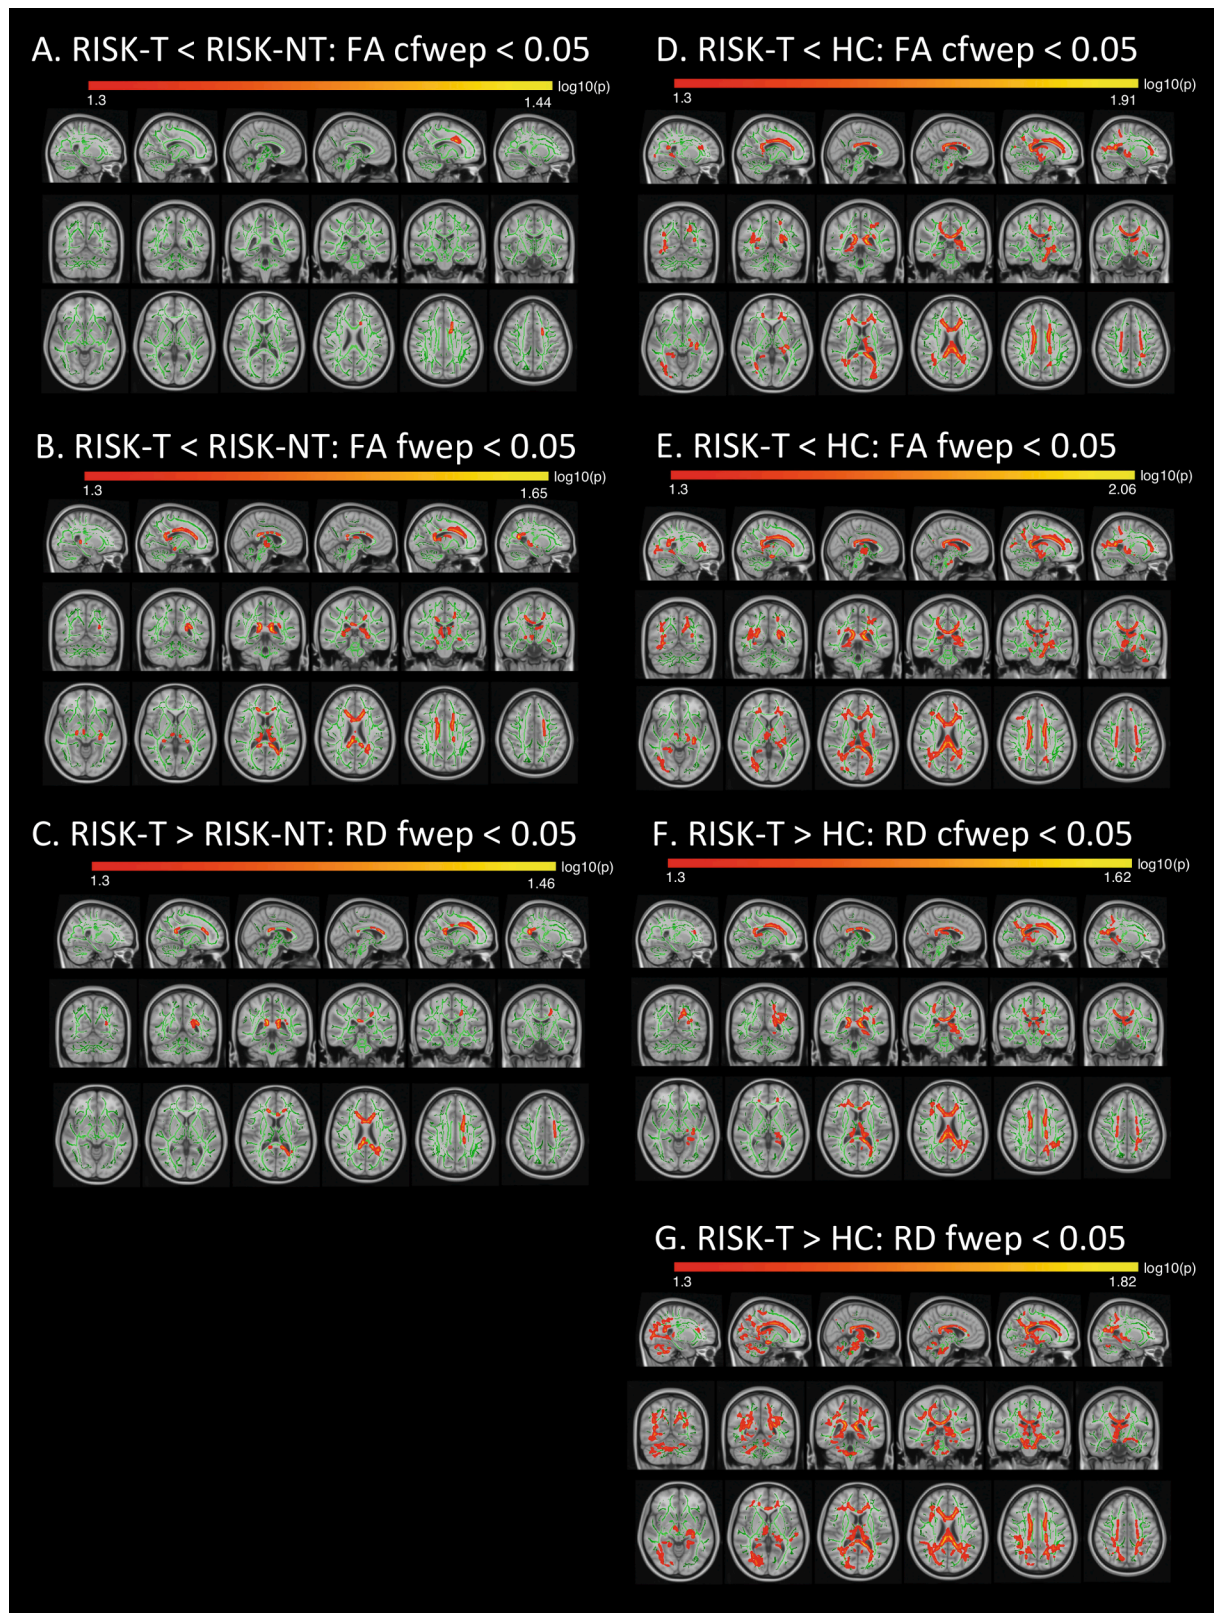 A. RISK-T < RISK-NT: FA cfwep < 0.05
log10(p)
1.3
1.44
B. RISK-T < RISK-NT: FA fwep < 0.05
log10(p)
1.3
1.65
C. RISK-T > RISK-NT: RD fwep < 0.05
log10(p)
1.3
1.46
D. RISK-T < HC: FA cfwep < 0.05
log10(p)
1.3
1.91
E. RISK-T < HC: FA fwep < 0.05
log10(p)
1.3
2.06
F. RISK-T > HC: RD cfwep < 0.05
log10(p)
1.3
1.62
G. RISK-T > HC: RD fwep < 0.05
log10(p)
1.3
1.82